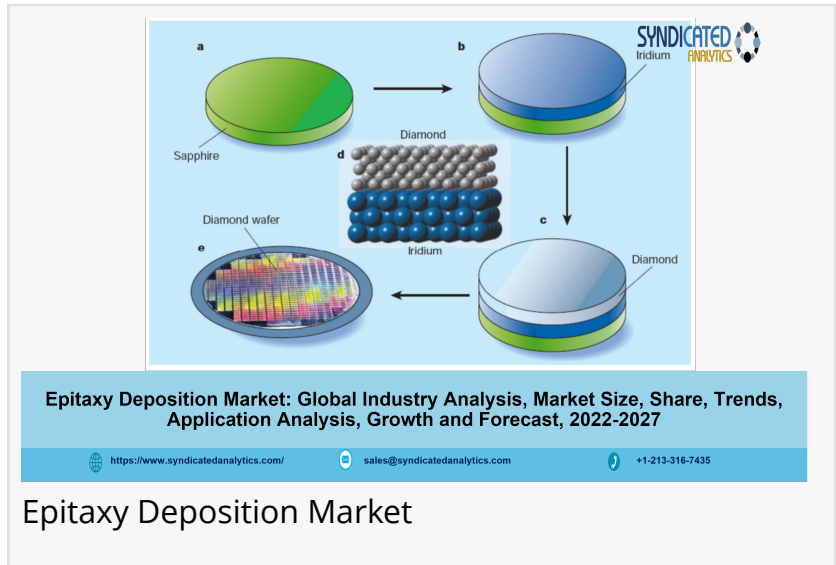 SYNDICATED
ANALYTICS
a
b
Iridium
Sapphire
Diamond
d
Diamond wafer
c
e
Iridium
Diamond
Epitaxy Deposition Market: Global Industry Analysis, Market Size, Share, Trends,
Application Analysis, Growth and Forecast, 2022-2027
https://www.syndicatedanalytics.com/ sales@syndicatedanalytics.com +1-213-316-7435
Epitaxy Deposition Market